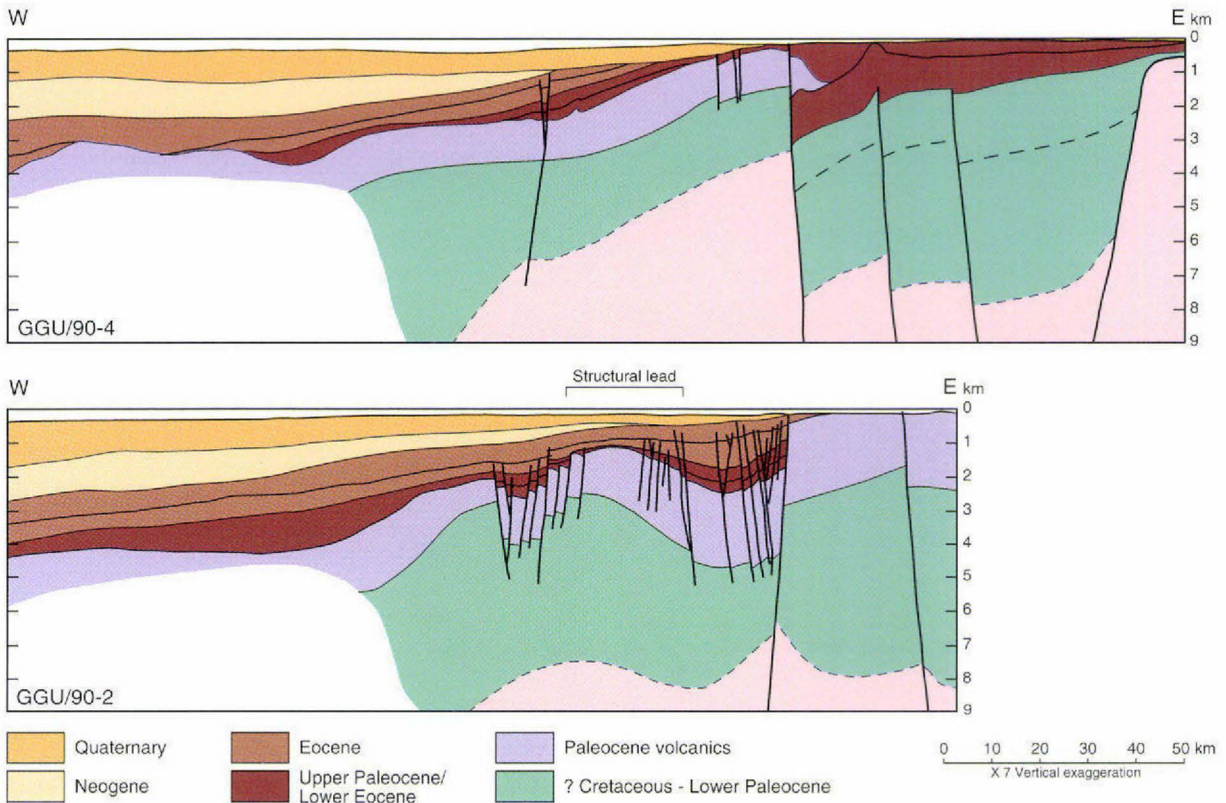 W
E km
0
1
2
3
4
5
6
7
8
9
GGU/90-4
Structural lead
W
E km
0
1
2
3
4
5
6
7
8
9
GGU/90-2
Quaternary
Neogene
Eocene
Upper Paleocene/
Lower Eocene
Paleocene volcanics
? Cretaceous - Lower Paleocene
0 10 20 30 40 50 km
X 7 Vertical exaggeration